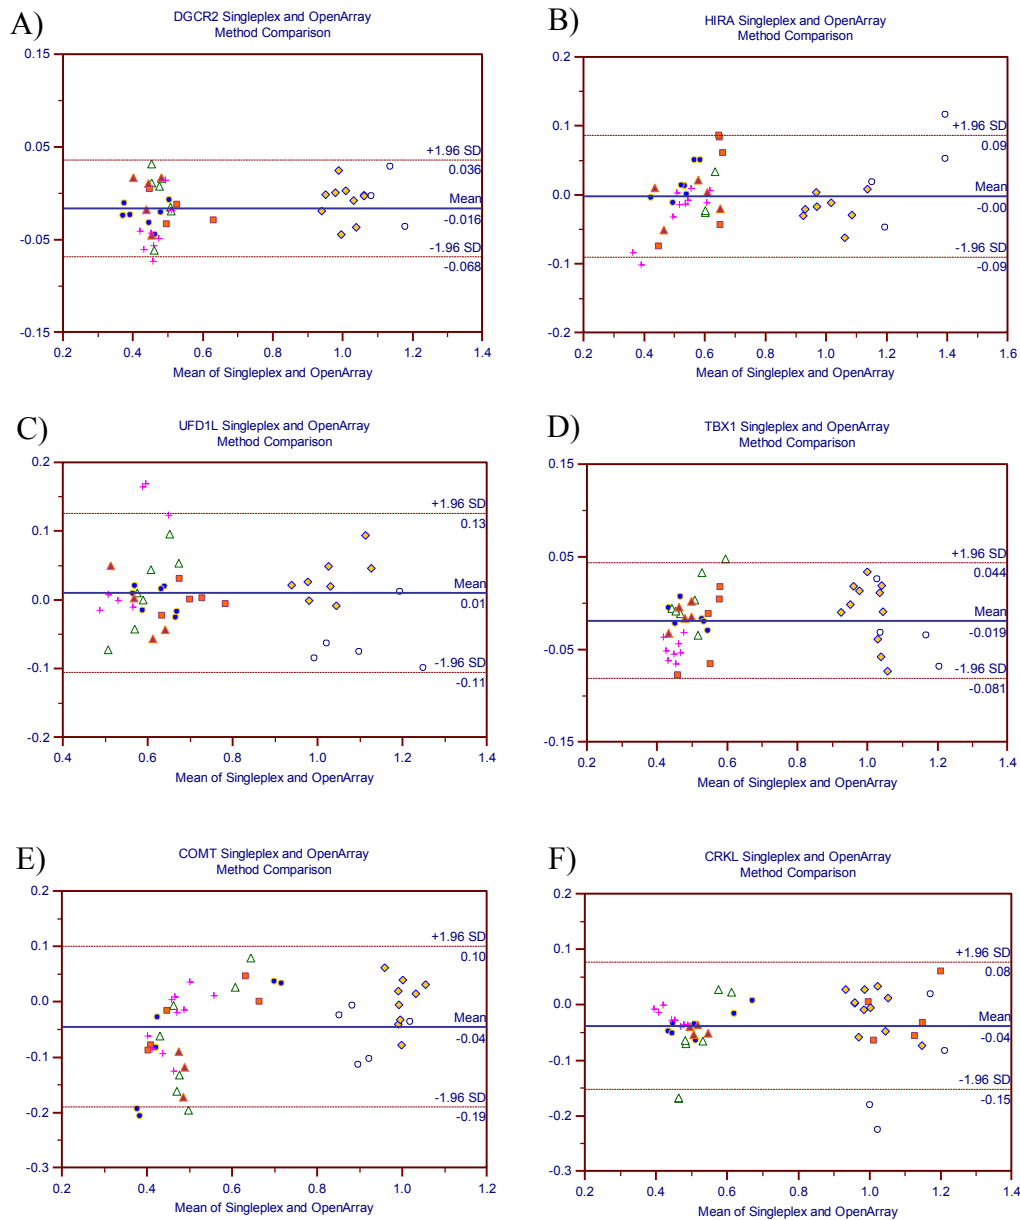 A)
DGCR2 Singleplex and OpenArray
Method Comparison
0.15
0.05
-0.05
-0.15
+1.96 SD
0.036
Mean
-0.016
-1.96 SD
-0.068
0.2 0.4 0.6 0.8 1.0 1.2 1.4
Mean of Singleplex and OpenArray
B)
HIRA Singleplex and OpenArray
Method Comparison
0.2
0.1
0.0
-0.1
-0.2
+1.96 SD
0.09
Mean
-0.00
-1.96 SD
-0.09
0.2 0.4 0.6 0.8 1.0 1.2 1.4 1.6
Mean of Singleplex and OpenArray
C)
UFD1L Singleplex and OpenArray
Method Comparison
0.2
0.1
0.0
-0.1
-0.2
+1.96 SD
0.13
Mean
0.01
-1.96 SD
-0.11
0.4 0.6 0.8 1.0 1.2 1.4
Mean of Singleplex and OpenArray
D)
TBX1 Singleplex and OpenArray
Method Comparison
0.15
0.05
-0.05
-0.15
+1.96 SD
0.044
Mean
-0.019
-1.96 SD
-0.081
0.2 0.4 0.6 0.8 1.0 1.2 1.4
Mean of Singleplex and OpenArray
E)
COMT Singleplex and OpenArray
Method Comparison
0.2
0.1
0.0
-0.1
-0.2
-0.3
+1.96 SD
0.10
Mean
-0.04
-1.96 SD
-0.19
0.2 0.4 0.6 0.8 1.0 1.2
Mean of Singleplex and OpenArray
F)
CRKL Singleplex and OpenArray
Method Comparison
0.2
0.1
0.0
-0.1
-0.2
-0.3
+1.96 SD
0.08
Mean
-0.04
-1.96 SD
-0.15
0.2 0.4 0.6 0.8 1.0 1.2 1.4
Mean of Singleplex and OpenArray